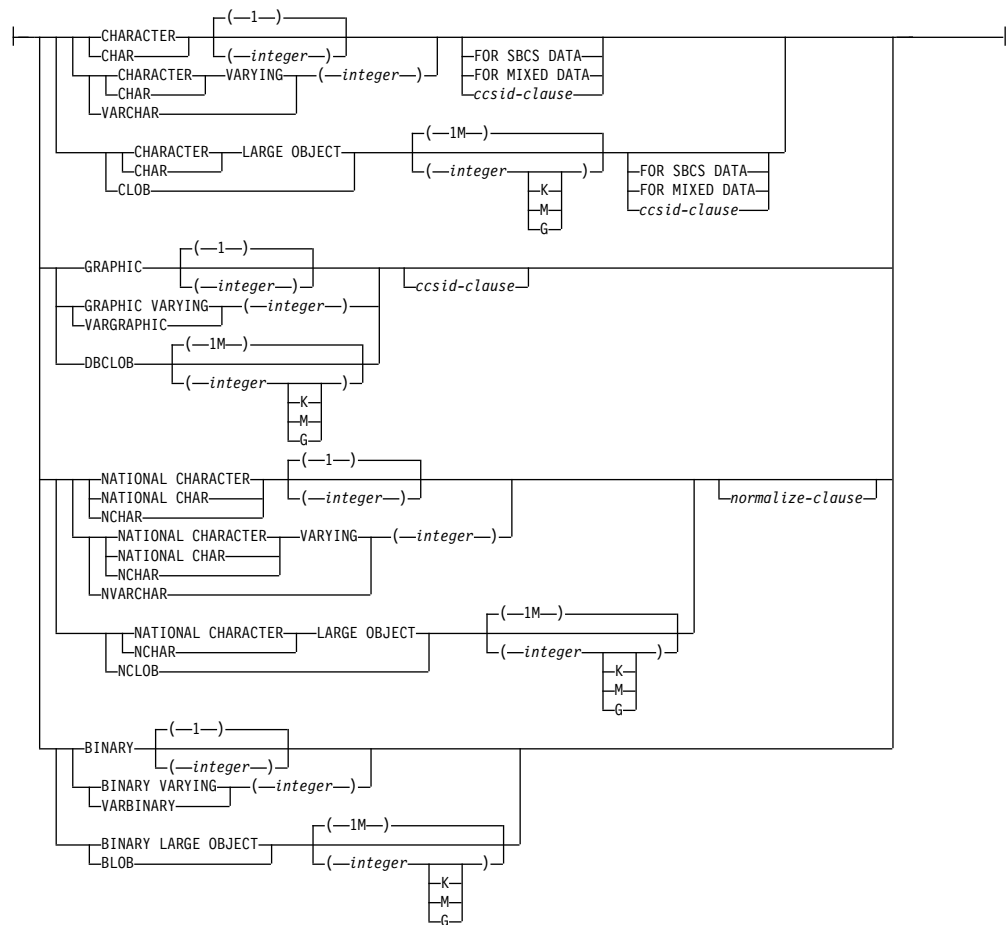 (—1—)
CHARACTER
CHAR (—integer—)
FOR SBCS DATA
CHARACTER VARYING (—integer—) FOR MIXED DATA
CHAR ccsid-clause
VARCHAR
(—1M—)
CHARACTER LARGE OBJECT
CHAR (—integer )
CLOB FOR SBCS DATA
K FOR MIXED DATA
M ccsid-clause
G
(—1—)
GRAPHIC
(—integer—) ccsid-clause
GRAPHIC VARYING (—integer—)
VARGRAPHIC
(—1M—)
DBCLOB
(—integer )
K
M
G
(—1—)
NATIONAL CHARACTER
NATIONAL CHAR (—integer—) normalize-clause
NCHAR
NATIONAL CHARACTER VARYING (—integer—)
NATIONAL CHAR
NCHAR
NVARCHAR
(—1M—)
NATIONAL CHARACTER LARGE OBJECT
NCHAR (—integer )
NCLOB
K
M
G
(—1—)
BINARY
(—integer—)
BINARY VARYING (—integer—)
VARBINARY
(—1M—)
BINARY LARGE OBJECT
BLOB (—integer )
K
M
G